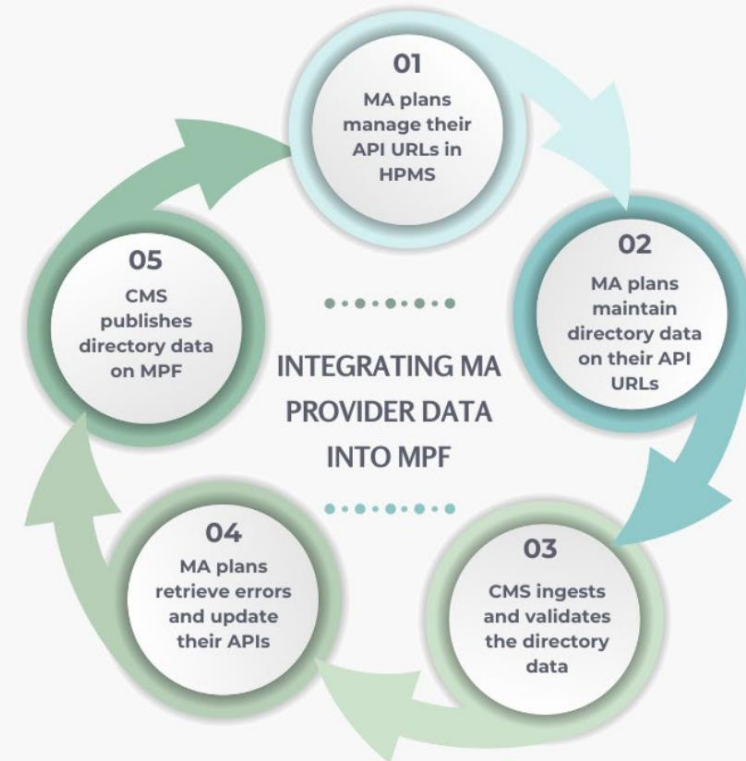 01
MA plans
manage their
API URLs in
HPMS
02
MA plans
maintain
directory data
on their API
URLs
03
CMS ingests
and validates
the directory
data
04
MA plans
retrieve errors
and update
their APIs
05
CMS
publishes
directory data
on MPF
INTEGRATING MA
PROVIDER DATA
INTO MPF